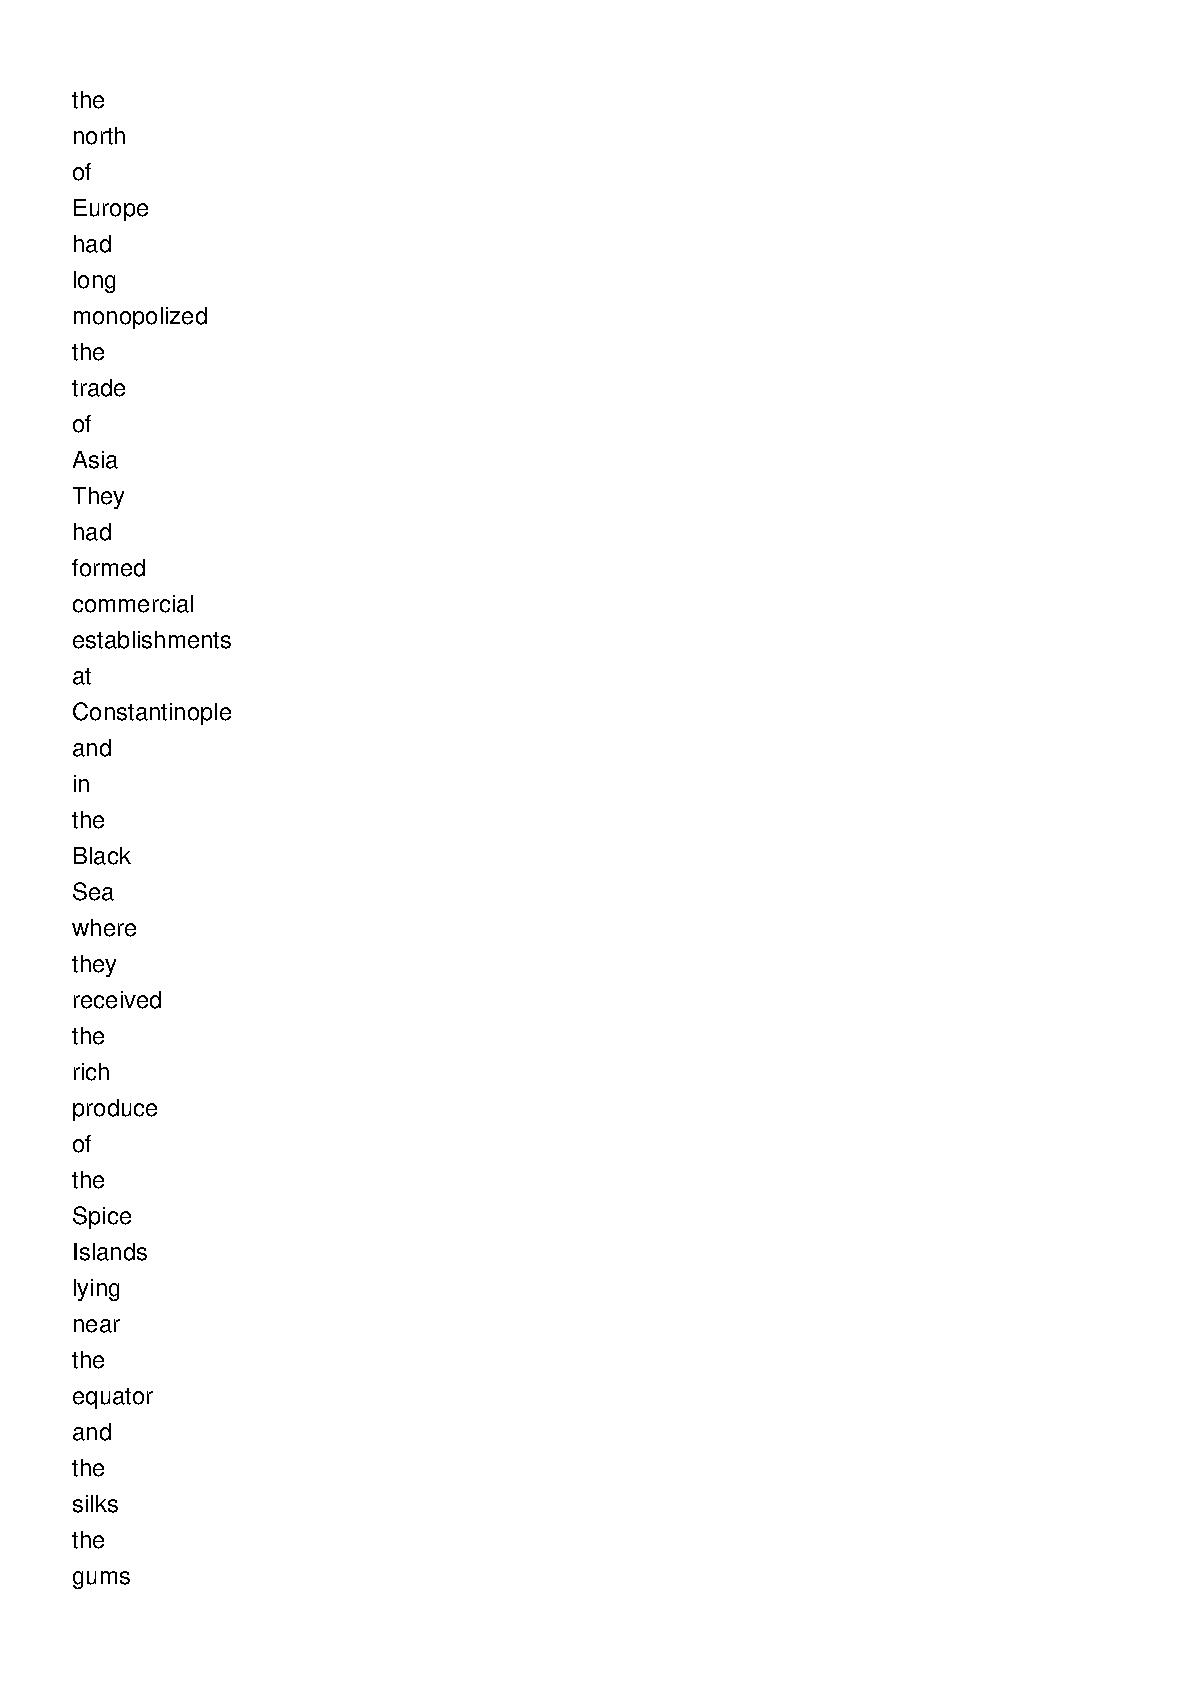 the
north
of
Europe
had
long
monopolized
the
trade
of
Asia
They
had
formed
commercial
establishments
at
Constantinople
and
in
the
Black
Sea
where
they
received
the
rich
produce
of
the
Spice
Islands
lying
near
the
equator
and
the
silks
the
gums